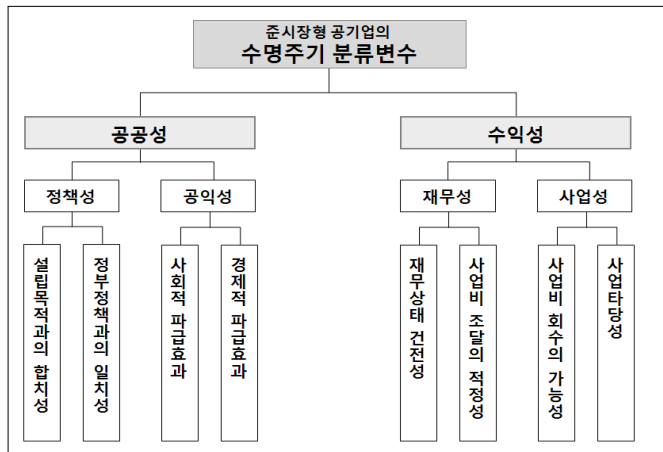 준시장형 공기업의
수명주기 분류변수
공공성
수익성
정책성
공익성
재무성
사업성
설립목적과의 합치성
정부정책과의 일치성
사회적 파급효과
경제적 파급효과
재무상태 건전성
사업비 조달의 적정성
사업비 회수의 가능성
사업타당성